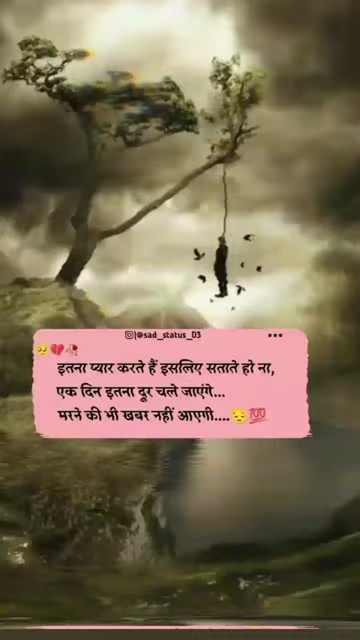 @sad_status_03
🥺💔🥀
इतना प्यार करते हैं इसलिए सताते हो ना,
एक दिन इतना दूर चले जाएंगे...
मरने की भी खबर नहीं आएगी....😔💯